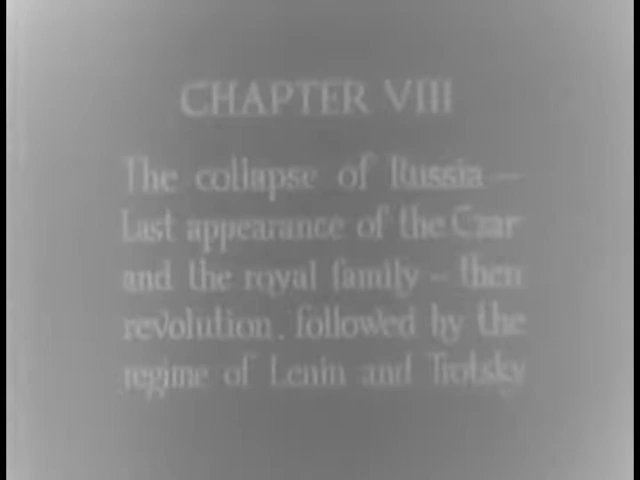 CHAPTER VIII
The collapse of Russia —
Last appearance of the Czar
and the royal family – then
revolution, followed by the
regime of Lenin and Trotsky